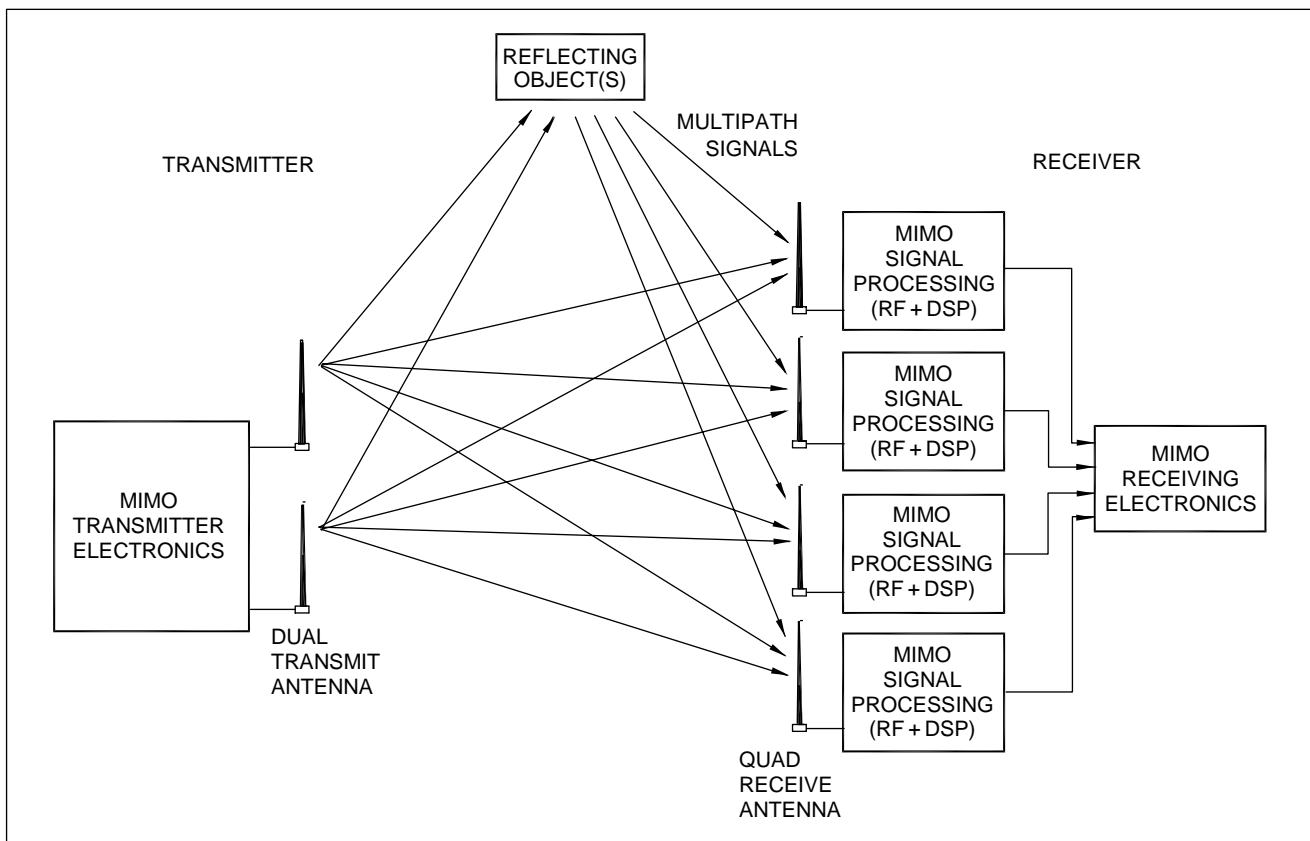 REFLECTING
OBJECT(S)
MULTIPATH
SIGNALS
TRANSMITTER
RECEIVER
MIMO
SIGNAL
PROCESSING
(RF + DSP)
MIMO
SIGNAL
PROCESSING
(RF + DSP)
MIMO
SIGNAL
PROCESSING
(RF + DSP)
MIMO
SIGNAL
PROCESSING
(RF + DSP)
MIMO
RECEIVING
ELECTRONICS
MIMO
TRANSMITTER
ELECTRONICS
DUAL
TRANSMIT
ANTENNA
QUAD
RECEIVE
ANTENNA